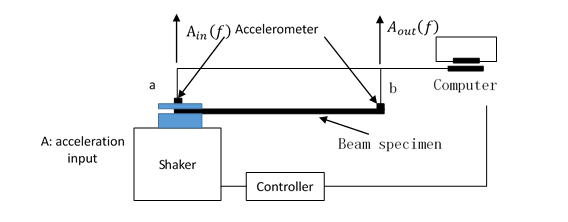 A_in(f)
Accelerometer
A_out(f)
a
b
Computer
A: acceleration
input
Beam specimen
Shaker
Controller